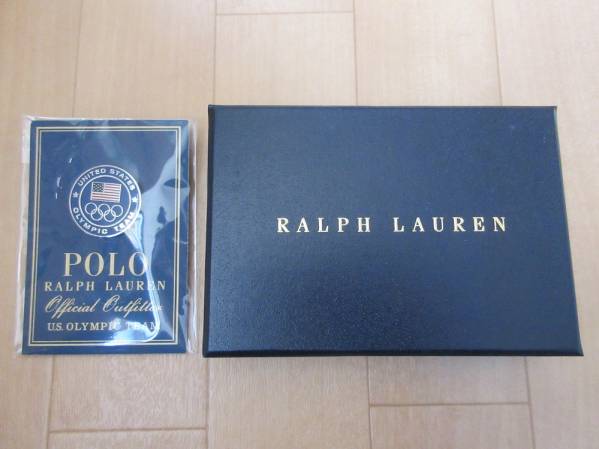 UNITED STATES
OLYMPIC TEAM
POLO
RALPH LAUREN
Official Outfitter
U.S. OLYMPIC TEAM
RALPH LAUREN